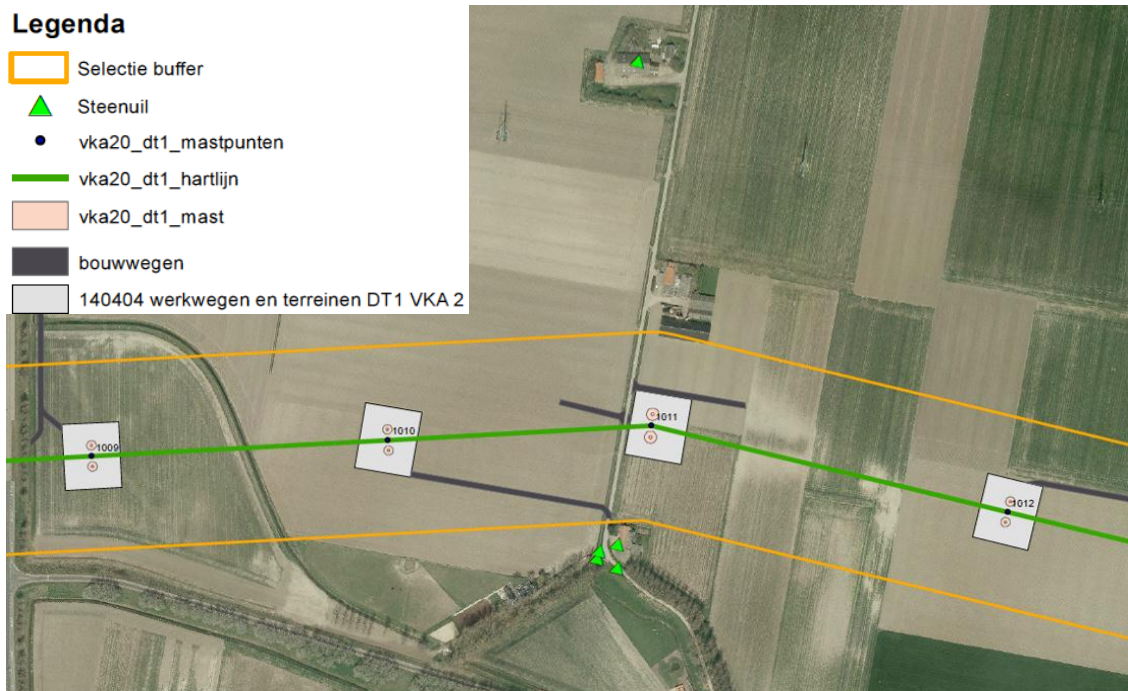 Legenda
Selectie buffer
Steenuil
vka20_dt1_mastpunten
vka20_dt1_hartlijn
vka20_dt1_mast
bouwwegen
140404 werkwegen en terreinen DT1 VKA 2
1009
1010
1011
1012